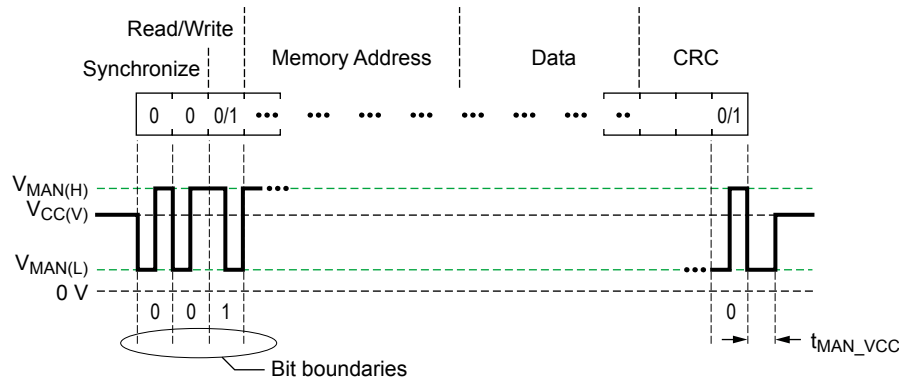 Read/Write
Synchronize
Memory Address
Data
CRC
0 0 0/1 ••• ••• ••• ••• ••• ••• ••• •• 0/1
V_MAN(H)
•••
V_CC(V)
V_MAN(L)
•••
0 V
0 0 1 0
t_MAN_VCC
Bit boundaries